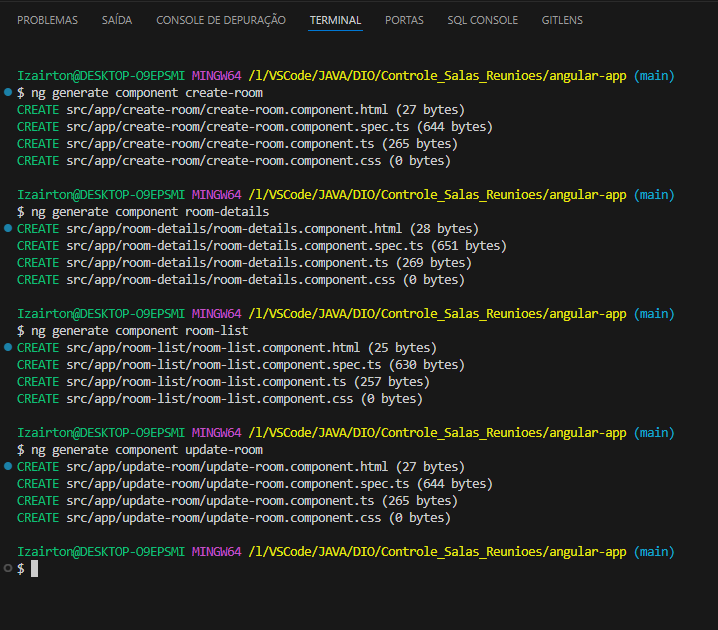 PROBLEMAS SAÍDA CONSOLE DE DEPURAÇÃO TERMINAL PORTAS SQL CONSOLE GITLENS
Izairton@DESKTOP-O9EPSMI MINGW64 /l/VSCode/JAVA/DIO/Controle_Salas_Reunioes/angular-app (main)
$ ng generate component create-room
CREATE src/app/create-room/create-room.component.html (27 bytes)
CREATE src/app/create-room/create-room.component.spec.ts (644 bytes)
CREATE src/app/create-room/create-room.component.ts (265 bytes)
CREATE src/app/create-room/create-room.component.css (0 bytes)
Izairton@DESKTOP-O9EPSMI MINGW64 /l/VSCode/JAVA/DIO/Controle_Salas_Reunioes/angular-app (main)
$ ng generate component room-details
CREATE src/app/room-details/room-details.component.html (28 bytes)
CREATE src/app/room-details/room-details.component.spec.ts (651 bytes)
CREATE src/app/room-details/room-details.component.ts (269 bytes)
CREATE src/app/room-details/room-details.component.css (0 bytes)
Izairton@DESKTOP-O9EPSMI MINGW64 /l/VSCode/JAVA/DIO/Controle_Salas_Reunioes/angular-app (main)
$ ng generate component room-list
CREATE src/app/room-list/room-list.component.html (25 bytes)
CREATE src/app/room-list/room-list.component.spec.ts (630 bytes)
CREATE src/app/room-list/room-list.component.ts (257 bytes)
CREATE src/app/room-list/room-list.component.css (0 bytes)
Izairton@DESKTOP-O9EPSMI MINGW64 /l/VSCode/JAVA/DIO/Controle_Salas_Reunioes/angular-app (main)
$ ng generate component update-room
CREATE src/app/update-room/update-room.component.html (27 bytes)
CREATE src/app/update-room/update-room.component.spec.ts (644 bytes)
CREATE src/app/update-room/update-room.component.ts (265 bytes)
CREATE src/app/update-room/update-room.component.css (0 bytes)
Izairton@DESKTOP-O9EPSMI MINGW64 /l/VSCode/JAVA/DIO/Controle_Salas_Reunioes/angular-app (main)
$